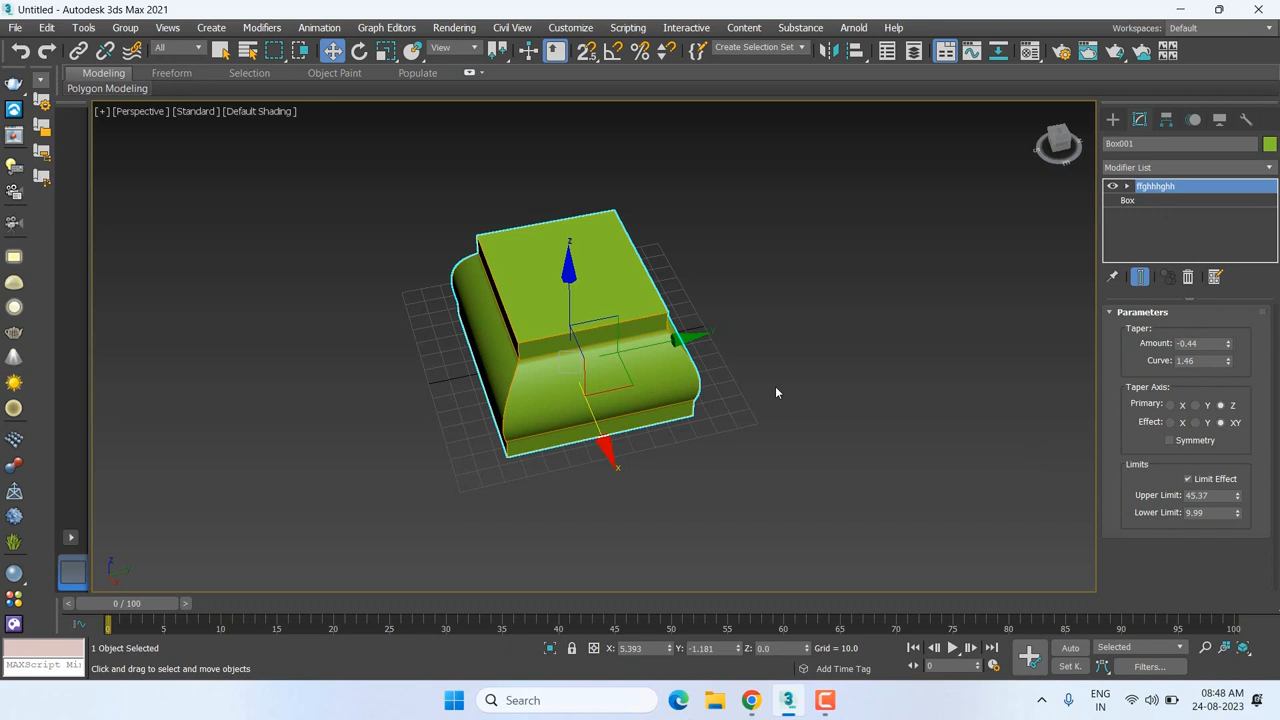 Untitled - Autodesk 3ds Max 2021
File Edit Tools Group Views Create Modifiers Animation Graph Editors Rendering Civil View Customize Scripting Interactive Content Substance Arnold Help Workspaces: Default
All View Create Selection Set
Modeling Freeform Selection Object Paint Populate
Polygon Modeling
[+] [Perspective ] [Standard ] [Default Shading ]
Box001
Modifier List
ffghhhghh
Box
Parameters
Taper:
Amount: -0.44
Curve: 1.46
Taper Axis:
Primary: X Y Z
Effect: X Y XY
Symmetry
Limits
Limit Effect
Upper Limit: 45.37
Lower Limit: 9.99
z
x
0 / 100
0 5 10 15 20 25 30 35 40 45 50 55 60 65 70 75 80 85 90 95 100
1 Object Selected X: 5.393 Y: -1.181 Z: 0.0 Grid = 10.0 Auto Selected
MAXScript Mi Click and drag to select and move objects Add Time Tag 0 Set K. Filters...
Search
ENG
IN
08:48 AM
24-08-2023